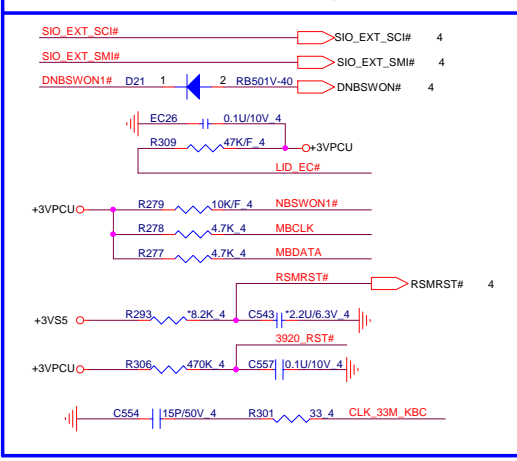 SIO_EXT_SCI# SIO_EXT_SCI# 4
SIO_EXT_SMI# SIO_EXT_SMI# 4
DNBSWON1# D21 1 2 RB501V-40 DNBSWON# 4
EC26 0.1U/10V_4
R309 47K/F_4 +3VPCU
LID_EC#
+3VPCU R279 10K/F_4 NBSWON1#
R278 4.7K_4 MBCLK
R277 4.7K_4 MBDATA
RSMRST# RSMRST# 4
+3VS5 R293 *8.2K_4 C543 *2.2U/6.3V_4
3920_RST#
+3VPCU R306 470K_4 C557 0.1U/10V_4
C554 15P/50V_4 R301 33_4 CLK_33M_KBC